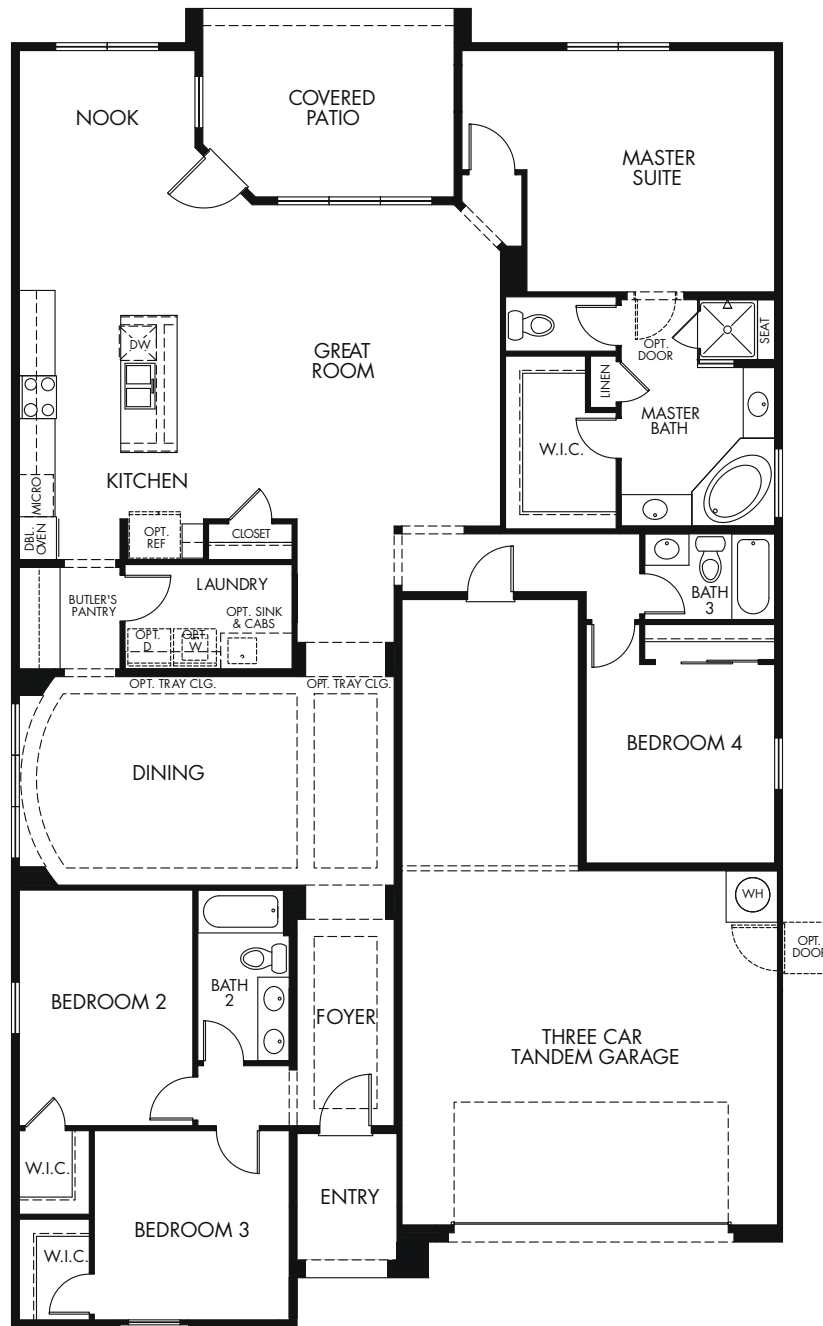 COVERED
PATIO
NOOK
MASTER
SUITE
OPT.
DOOR
SEAT
DW
GREAT
ROOM
LINEN
MASTER
BATH
W.I.C.
KITCHEN
MICRO
DBL.
OVEN
OPT.
REF
CLOSET
LAUNDRY
BUTLER'S
PANTRY
OPT. SINK
& CABS
OPT.
D
OPT.
W
BATH
3
OPT. TRAY CLG.
OPT. TRAY CLG.
DINING
BEDROOM 4
WH
OPT.
DOOR
BEDROOM 2
BATH
2
FOYER
THREE CAR
TANDEM GARAGE
W.I.C.
ENTRY
BEDROOM 3
W.I.C.